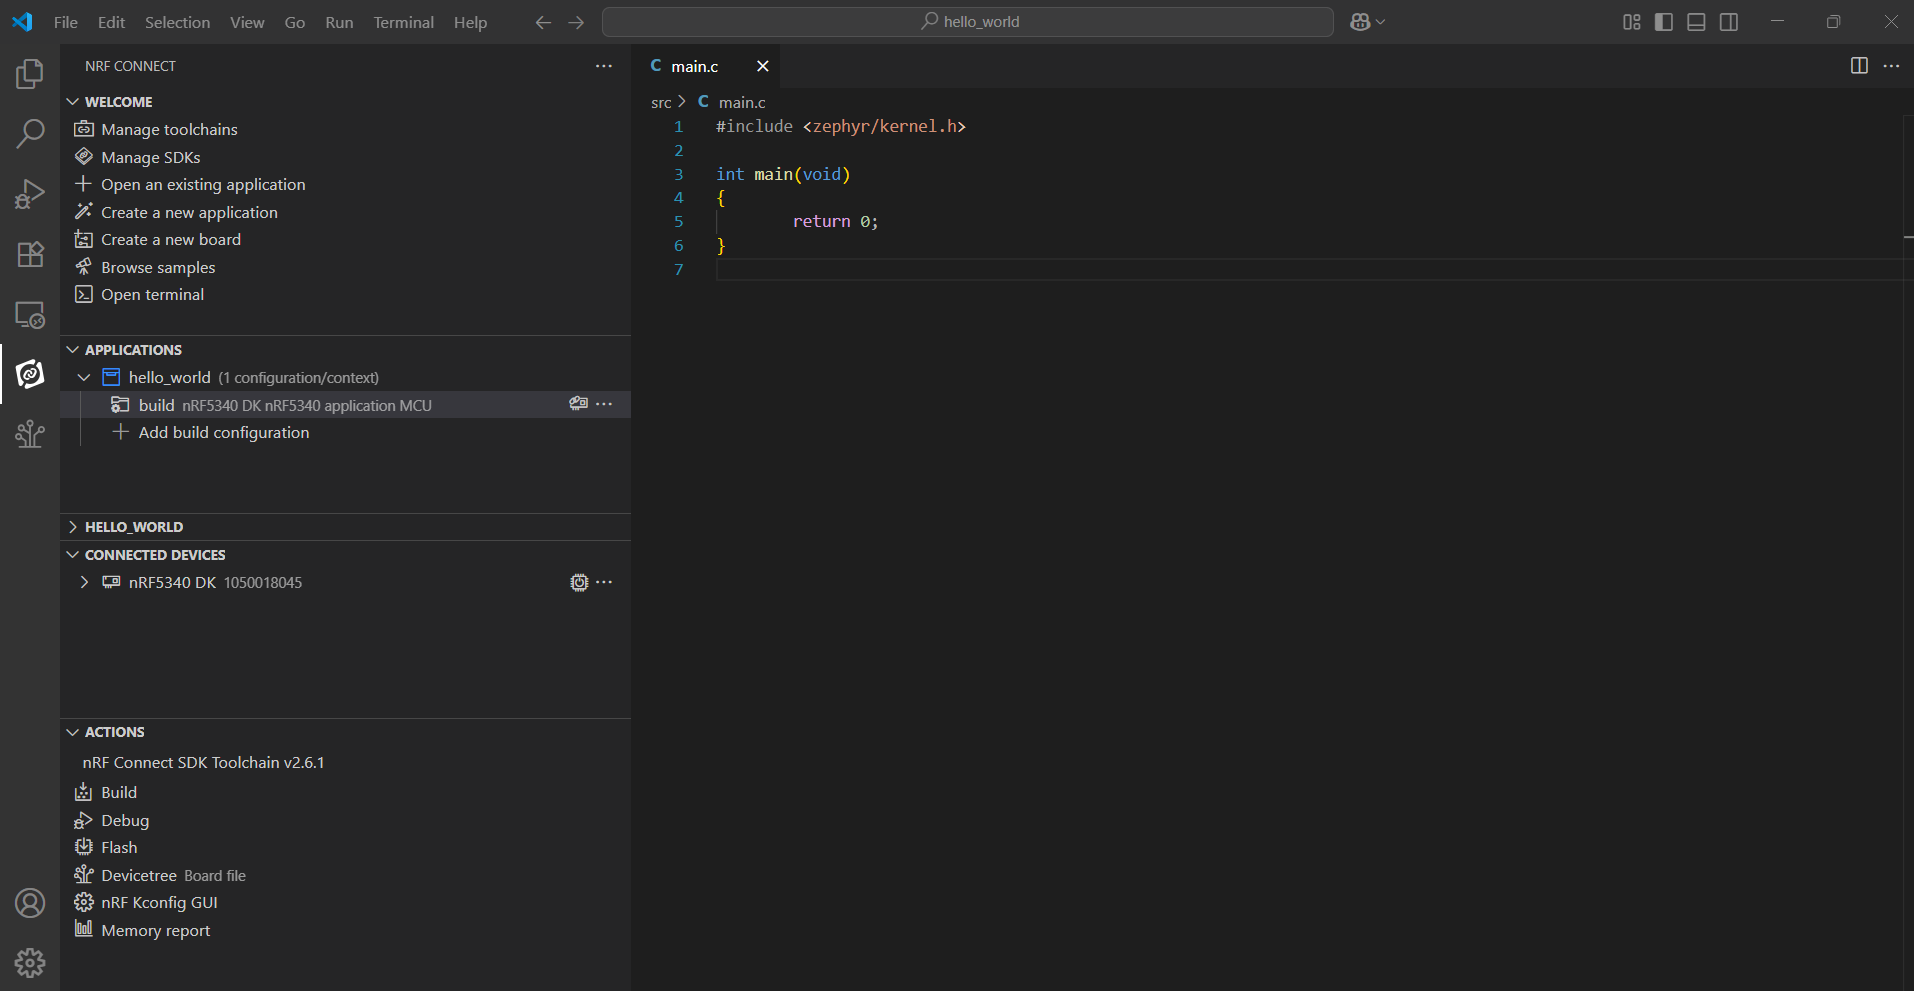 File Edit Selection View Go Run Terminal Help hello_world
NRF CONNECT
WELCOME
Manage toolchains
Manage SDKs
Open an existing application
Create a new application
Create a new board
Browse samples
Open terminal
APPLICATIONS
hello_world (1 configuration/context)
build nRF5340 DK nRF5340 application MCU
Add build configuration
HELLO_WORLD
CONNECTED DEVICES
nRF5340 DK 1050018045
ACTIONS
nRF Connect SDK Toolchain v2.6.1
Build
Debug
Flash
Devicetree Board file
nRF Kconfig GUI
Memory report
C main.c
src > C main.c
1 #include <zephyr/kernel.h>
2
3 int main(void)
4 {
5 return 0;
6 }
7